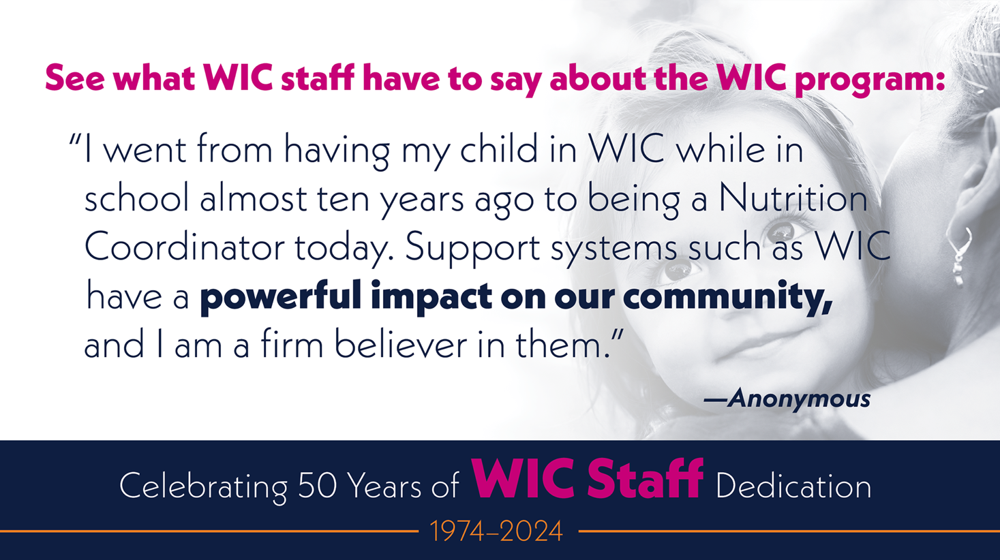 See what WIC staff have to say about the WIC program:
“I went from having my child in WIC while in
school almost ten years ago to being a Nutrition
Coordinator today. Support systems such as WIC
have a powerful impact on our community,
and I am a firm believer in them.”
—Anonymous
Celebrating 50 Years of WIC Staff Dedication
1974–2024